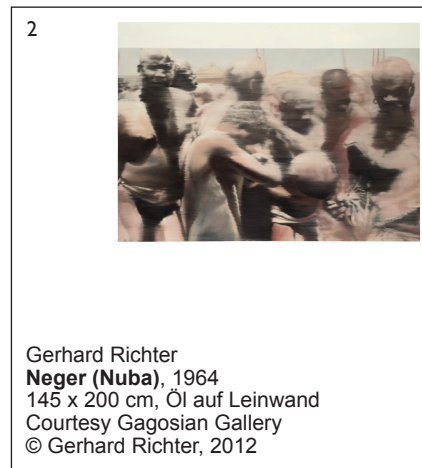 2
Gerhard Richter
Neger (Nuba), 1964
145 x 200 cm, Öl auf Leinwand
Courtesy Gagosian Gallery
© Gerhard Richter, 2012